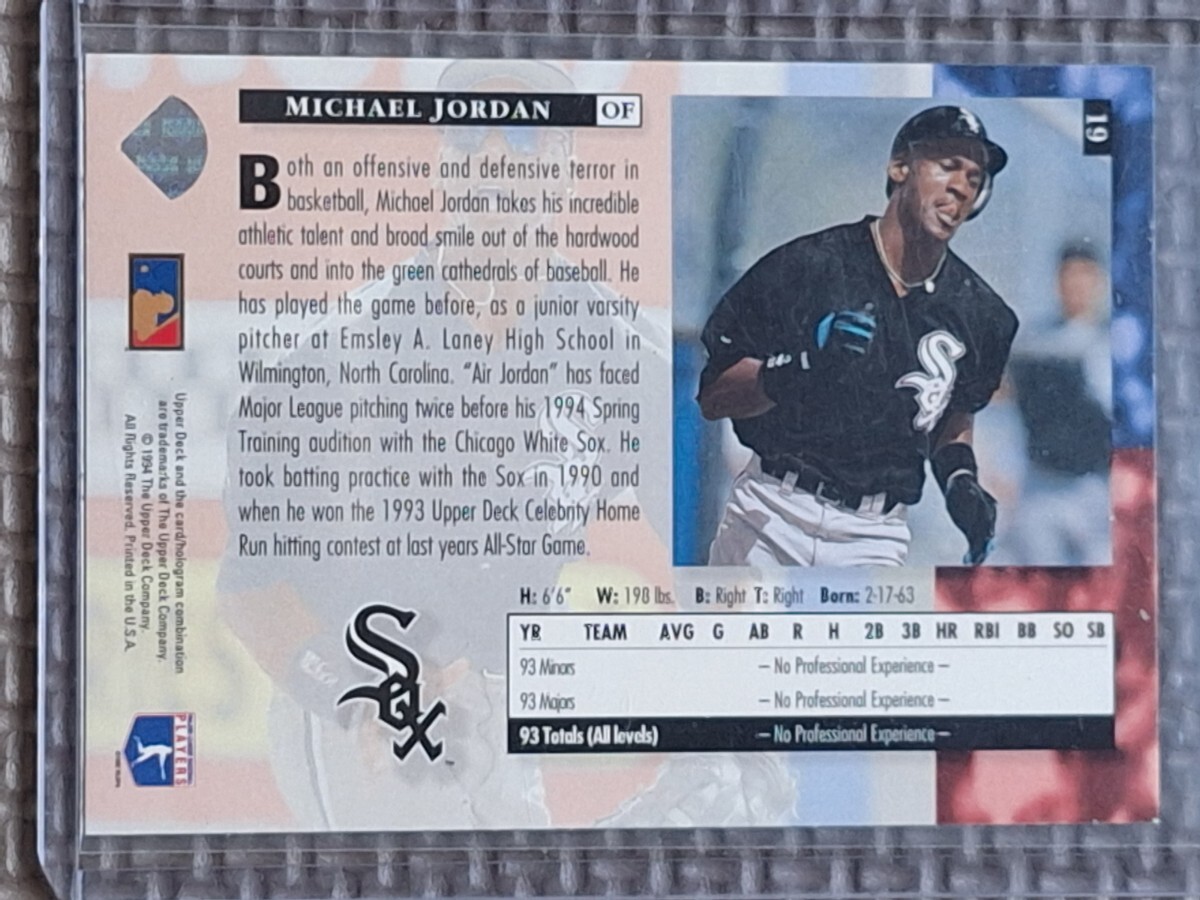 MICHAEL JORDAN OF
19
Both an offensive and defensive terror in
basketball, Michael Jordan takes his incredible
athletic talent and broad smile out of the hardwood
courts and into the green cathedrals of baseball. He
has played the game before, as a junior varsity
pitcher at Emsley A. Laney High School in
Wilmington, North Carolina. "Air Jordan" has faced
Major League pitching twice before his 1994 Spring
Training audition with the Chicago White Sox. He
took batting practice with the Sox in 1990 and
when he won the 1993 Upper Deck Celebrity Home
Run hitting contest at last years All-Star Game.
Sox
H: 6'6" W: 198 lbs. B: Right T: Right Born: 2-17-63
YR TEAM AVG G AB R H 2B 3B HR RBI BB SO SB
93 Minors – No Professional Experience –
93 Majors – No Professional Experience –
93 Totals (All levels) – No Professional Experience –
Upper Deck and the card/hologram combination
are trademarks of The Upper Deck Company.
© 1994 The Upper Deck Company.
All Rights Reserved. Printed in the U.S.A.
PLAYERS
Sox